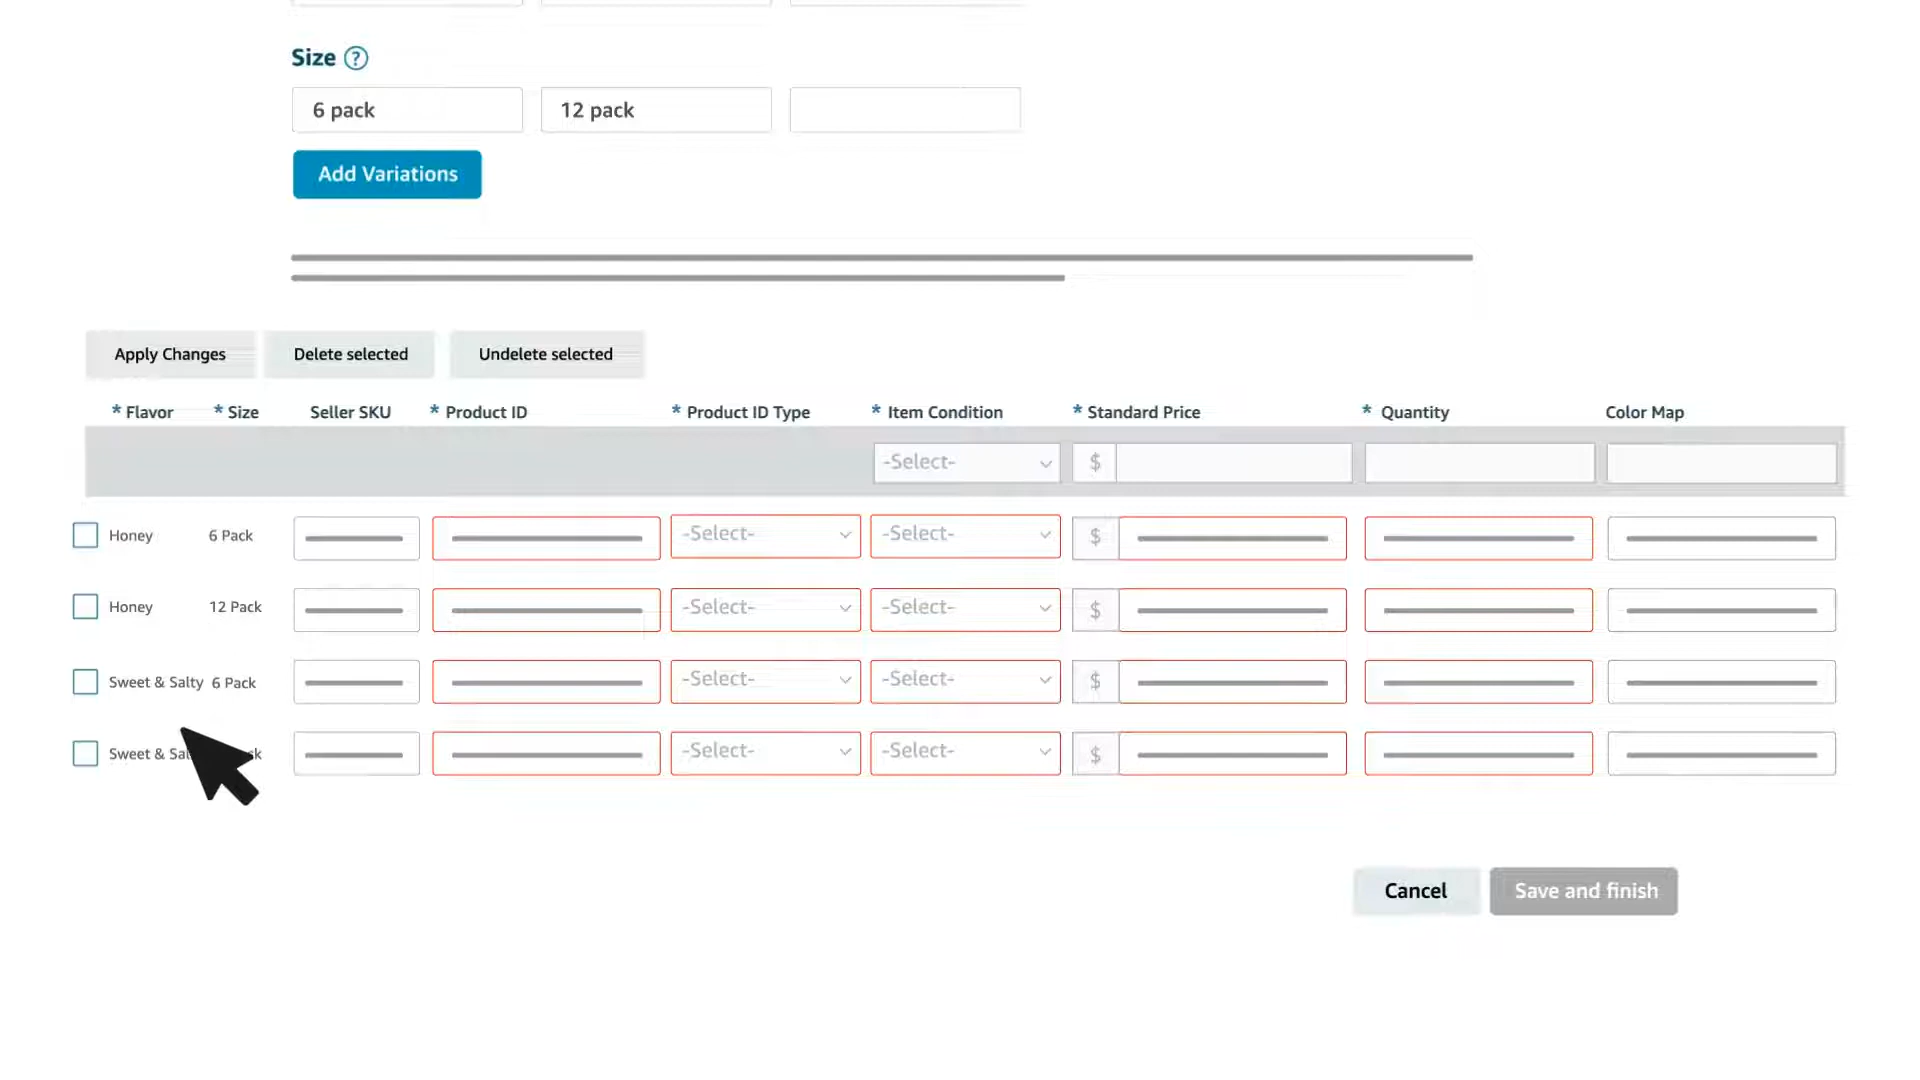 Size ?
6 pack 12 pack
Add Variations
Apply Changes Delete selected Undelete selected
* Flavor * Size Seller SKU * Product ID * Product ID Type * Item Condition * Standard Price * Quantity Color Map
-Select- $
Honey 6 Pack -Select- -Select- $
Honey 12 Pack -Select- -Select- $
Sweet & Salty 6 Pack -Select- -Select- $
Sweet & -Select- -Select- $
Cancel Save and finish